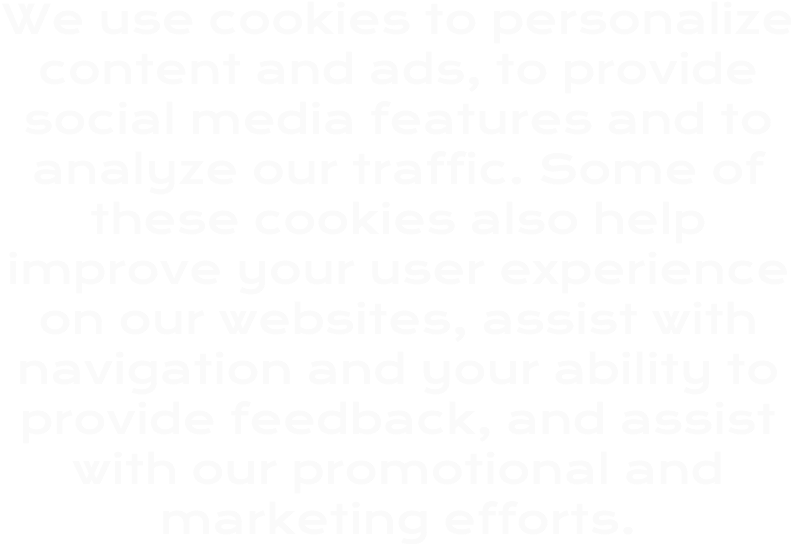 We use cookies to personalize
content and ads, to provide
social media features and to
analyze our traffic. Some of
these cookies also help
improve your user experience
on our websites, assist with
navigation and your ability to
provide feedback, and assist
with our promotional and
marketing efforts.